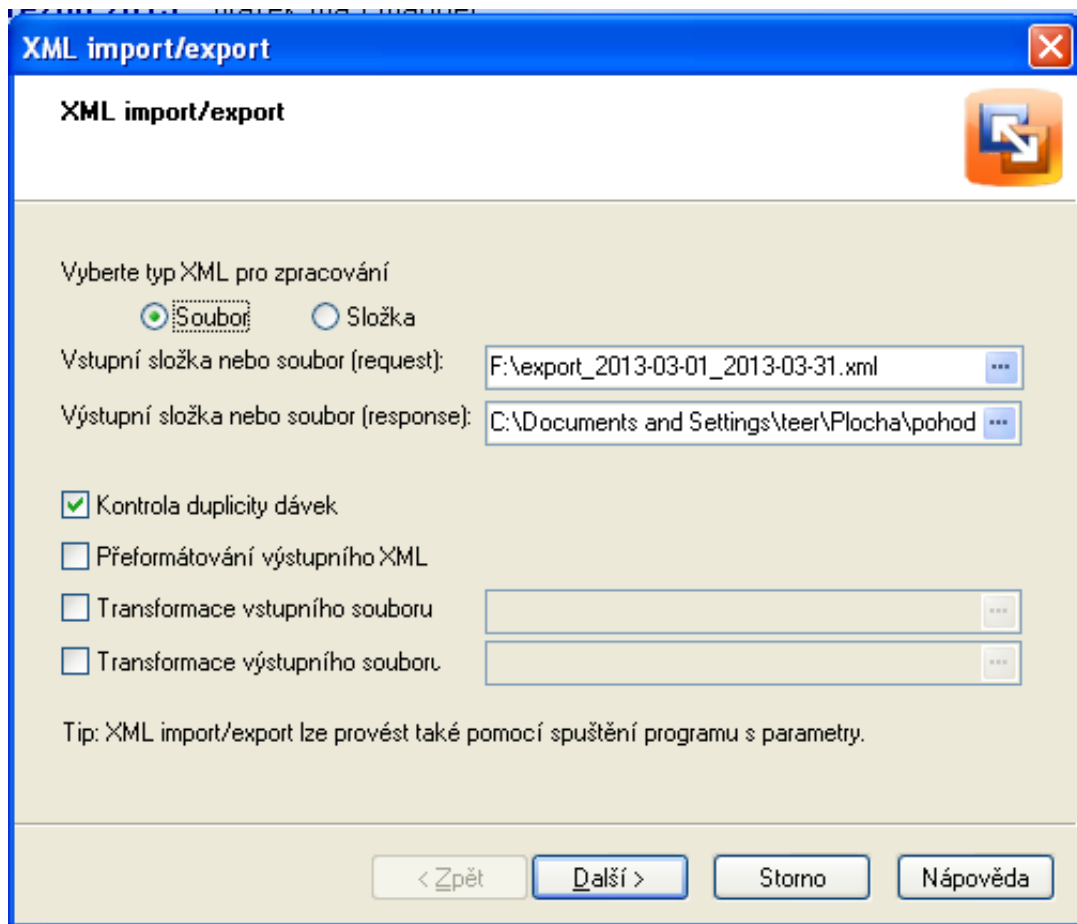 XML import/export
XML import/export
Vyberte typ XML pro zpracování
Soubor Složka
Vstupní složka nebo soubor (request): F:\export_2013-03-01_2013-03-31.xml ...
Výstupní složka nebo soubor (response): C:\Documents and Settings\teer\Plocha\pohod ...
Kontrola duplicity dávek
Přeformátování výstupního XML
Transformace vstupního souboru ...
Transformace výstupního souboru ...
Tip: XML import/export lze provést také pomocí spuštění programu s parametry.
< Zpět Další > Storno Nápověda